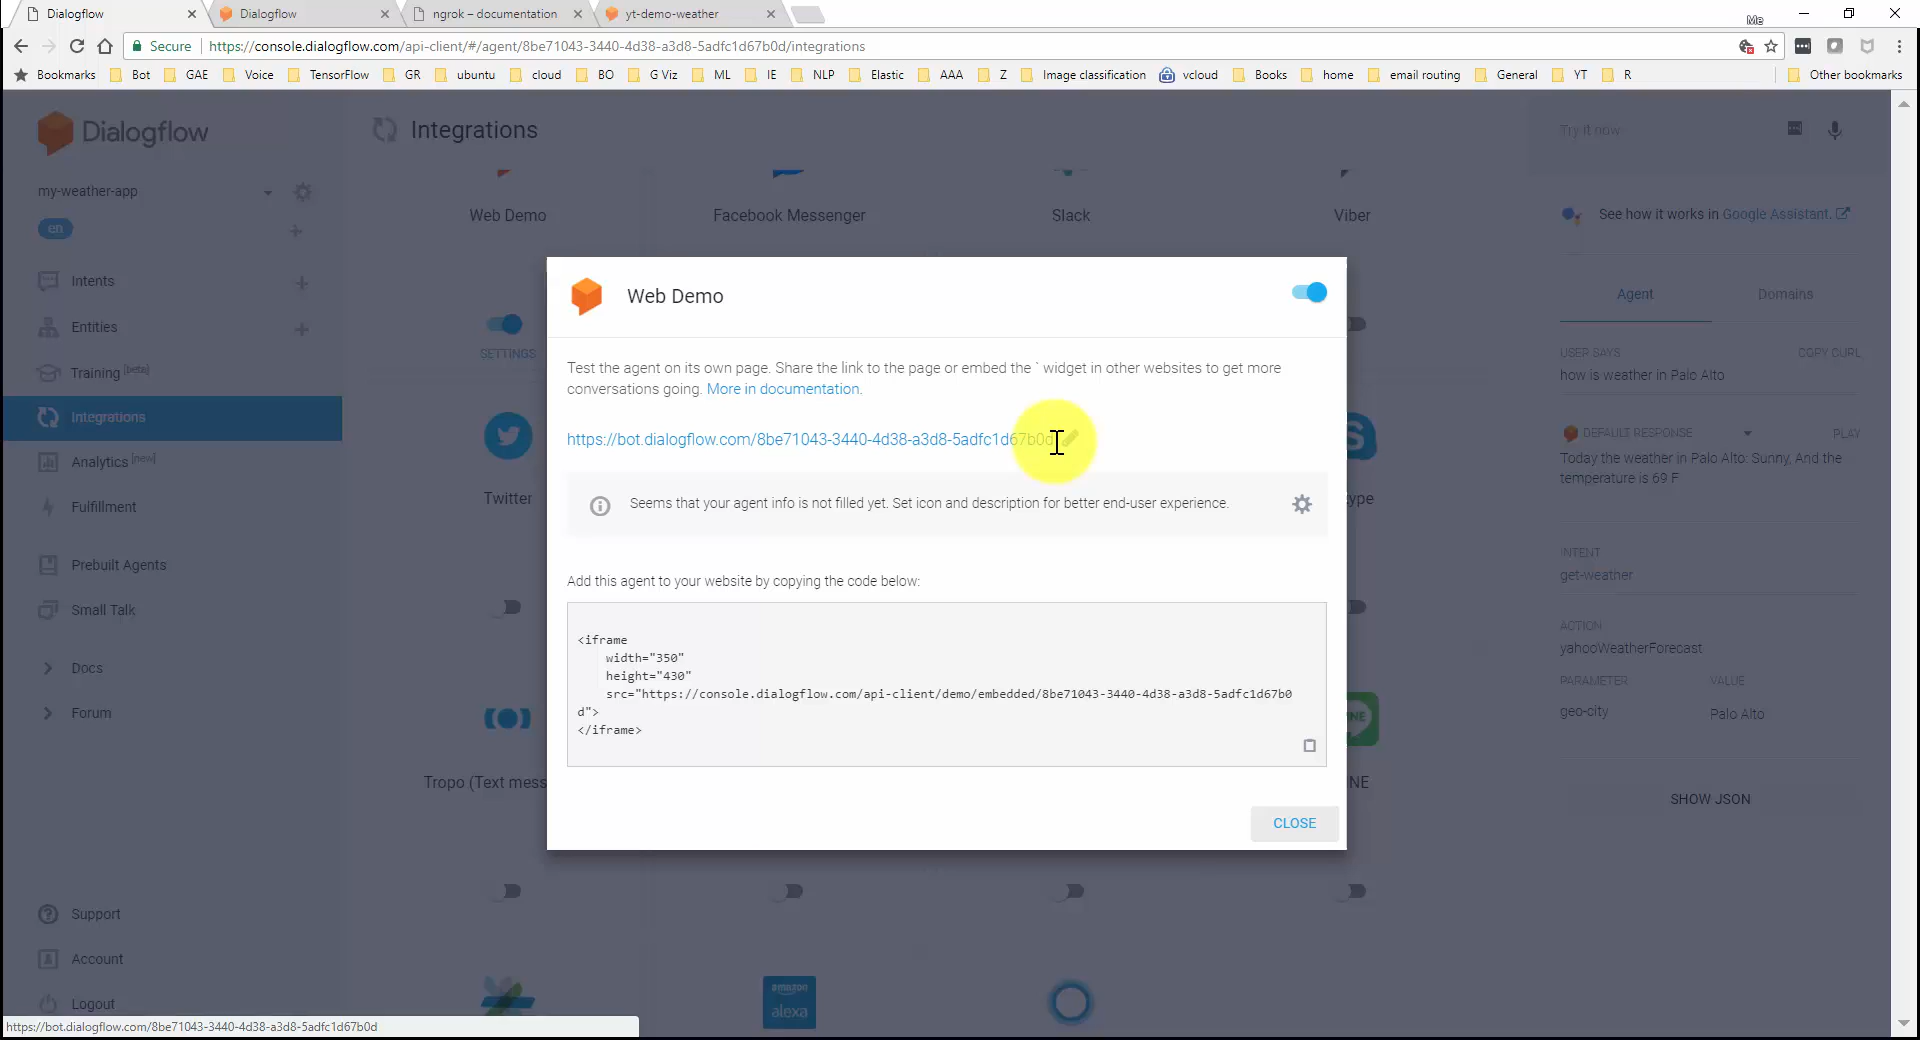 Dialogflow
Dialogflow
ngrok – documentation
yt-demo-weather
Me
Secure
https://console.dialogflow.com/api-client/#/agent/8be71043-3440-4d38-a3d8-5adfc1d67b0d/integrations
Bookmarks Bot GAE Voice TensorFlow GR ubuntu cloud BO G Viz ML IE NLP Elastic AAA Z Image classification vcloud Books home email routing General YT R Other bookmarks
Dialogflow
my-weather-app
en
Intents
Entities
Training [beta]
Integrations
Analytics [new]
Fulfillment
Prebuilt Agents
Small Talk
Docs
Forum
Support
Account
Logout
https://bot.dialogflow.com/8be71043-3440-4d38-a3d8-5adfc1d67b0d
Integrations
Web Demo
Facebook Messenger
Slack
Viber
SETTINGS
Twitter
ype
Tropo (Text mess
INE
NE
amazon
alexa
Web Demo
Test the agent on its own page. Share the link to the page or embed the ` widget in other websites to get more
conversations going. More in documentation.
https://bot.dialogflow.com/8be71043-3440-4d38-a3d8-5adfc1d67b0d
Seems that your agent info is not filled yet. Set icon and description for better end-user experience.
Add this agent to your website by copying the code below:
<iframe
width="350"
height="430"
src="https://console.dialogflow.com/api-client/demo/embedded/8be71043-3440-4d38-a3d8-5adfc1d67b0
d">
</iframe>
CLOSE
Try it now
See how it works in Google Assistant.
Agent
Domains
USER SAYS
COPY CURL
how is weather in Palo Alto
DEFAULT RESPONSE
PLAY
Today the weather in Palo Alto: Sunny, And the
temperature is 69 F
INTENT
get-weather
ACTION
yahooWeatherForecast
PARAMETER
VALUE
geo-city
Palo Alto
SHOW JSON